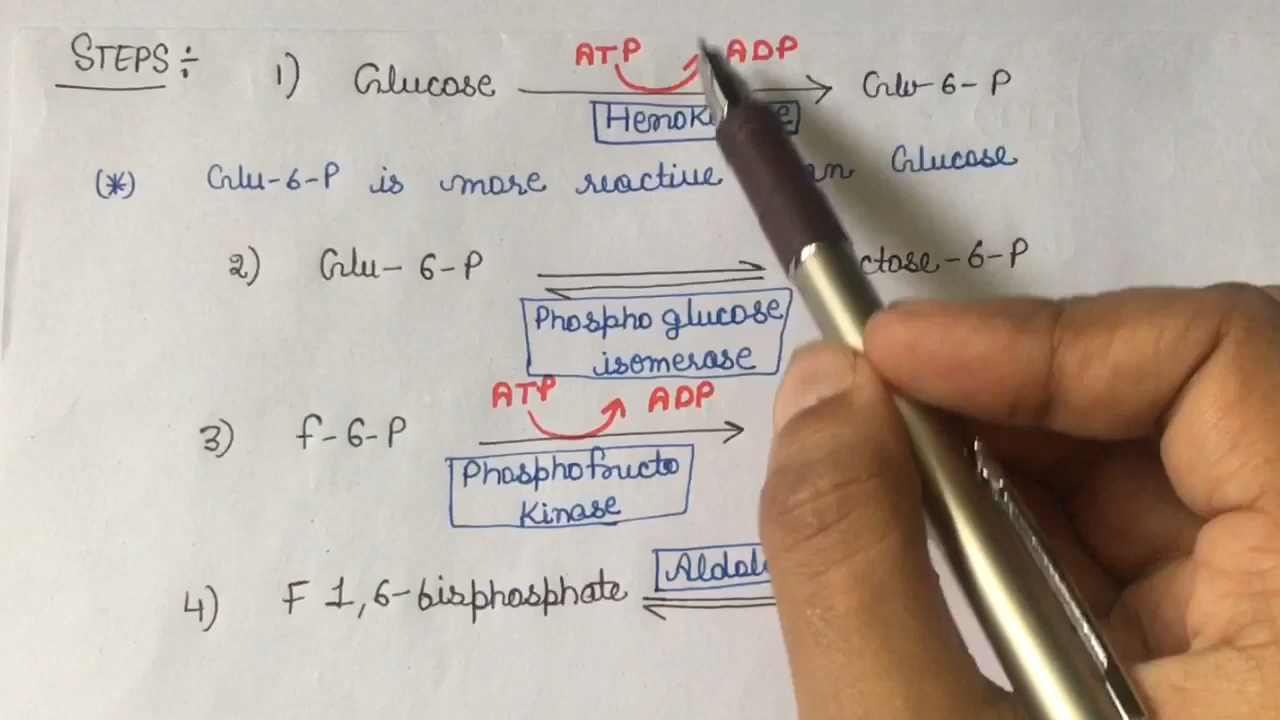 STEPS :-
ATP ADP
1) Glucose Glu-6-P
(*) Glu-6-P is more reactive Glucose
2) Glu-6-P ctose-6-P
Phospho glucose
isomerase
ATP ADP
3) f-6-P
Phosphofructo
Kinase
Aldol
4) F 1,6-bisphosphate